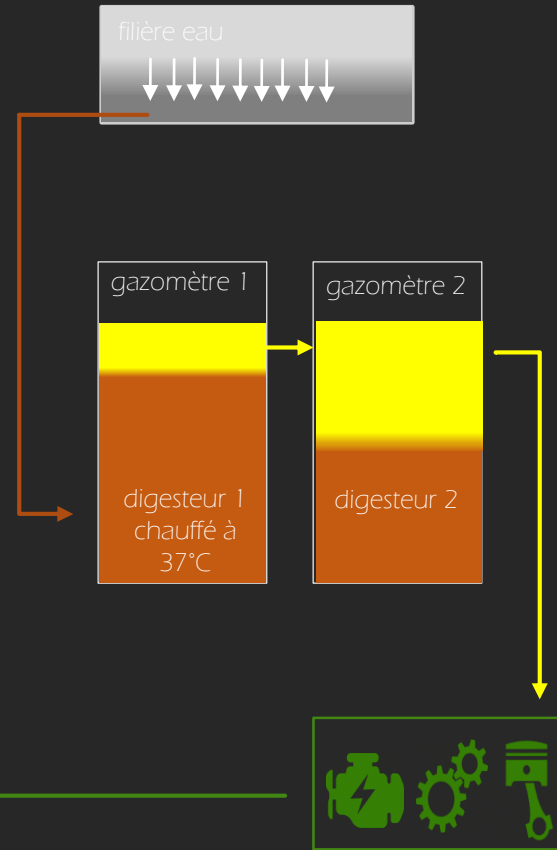 filière eau
gazomètre 1
gazomètre 2
digesteur 1
chauffé à
37°C
digesteur 2